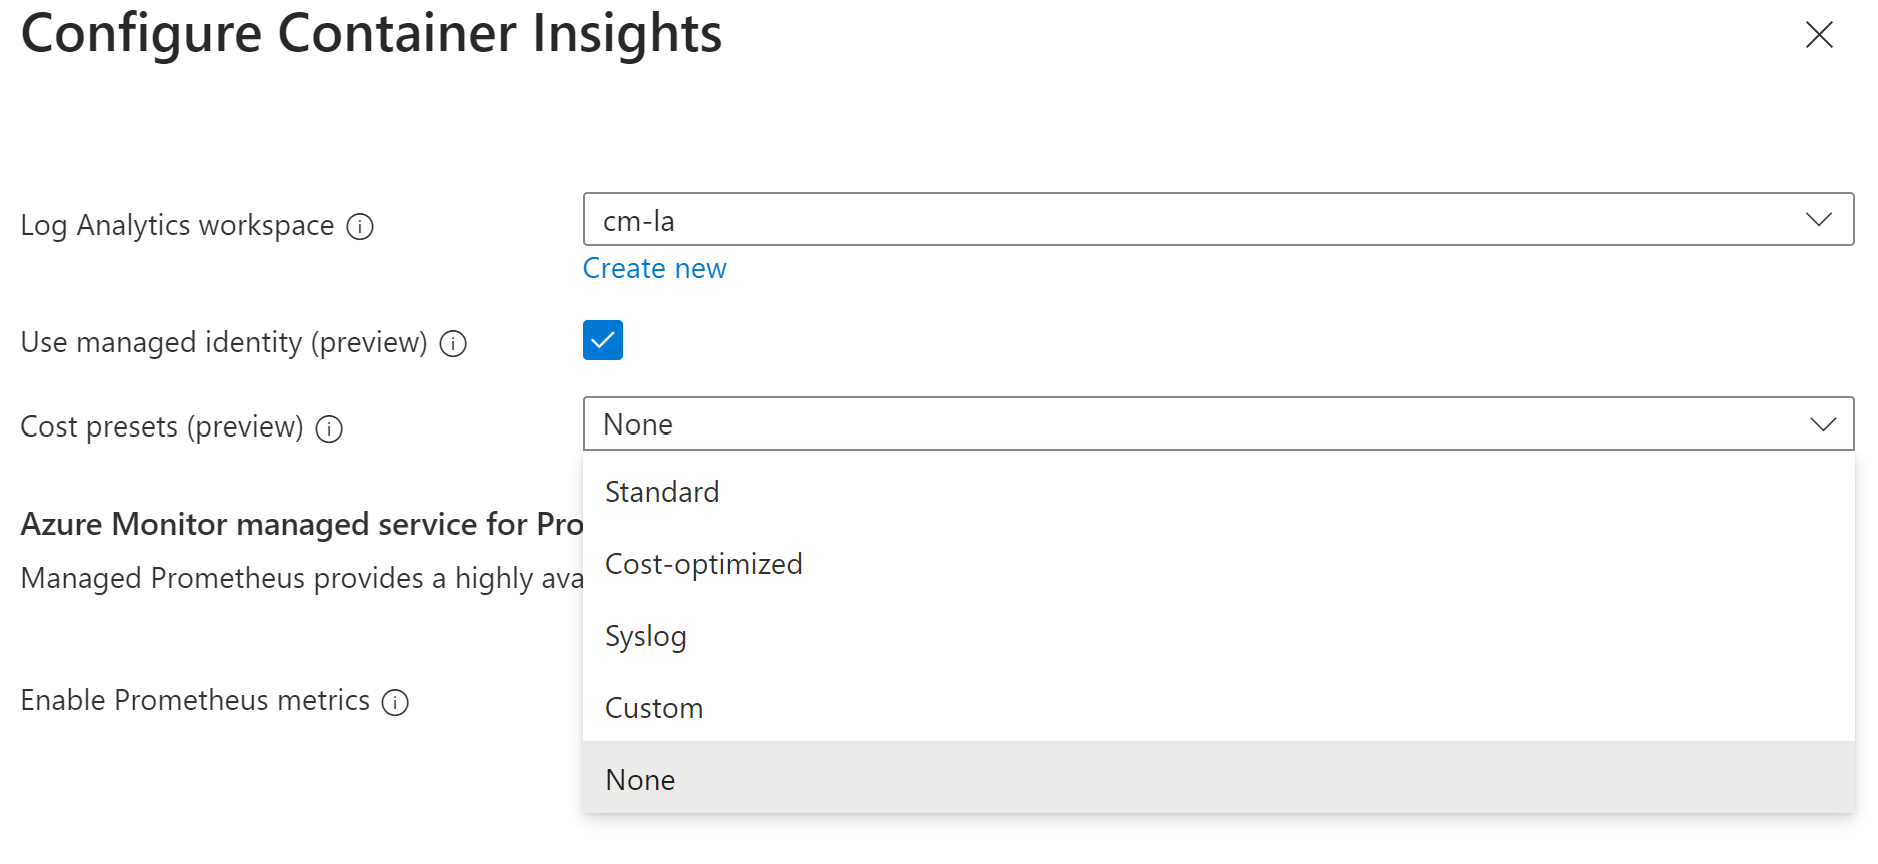 Configure Container Insights
Log Analytics workspace
cm-la
Create new
Use managed identity (preview)
Cost presets (preview)
None
Standard
Azure Monitor managed service for Pro
Cost-optimized
Managed Prometheus provides a highly ava
Syslog
Enable Prometheus metrics
Custom
None